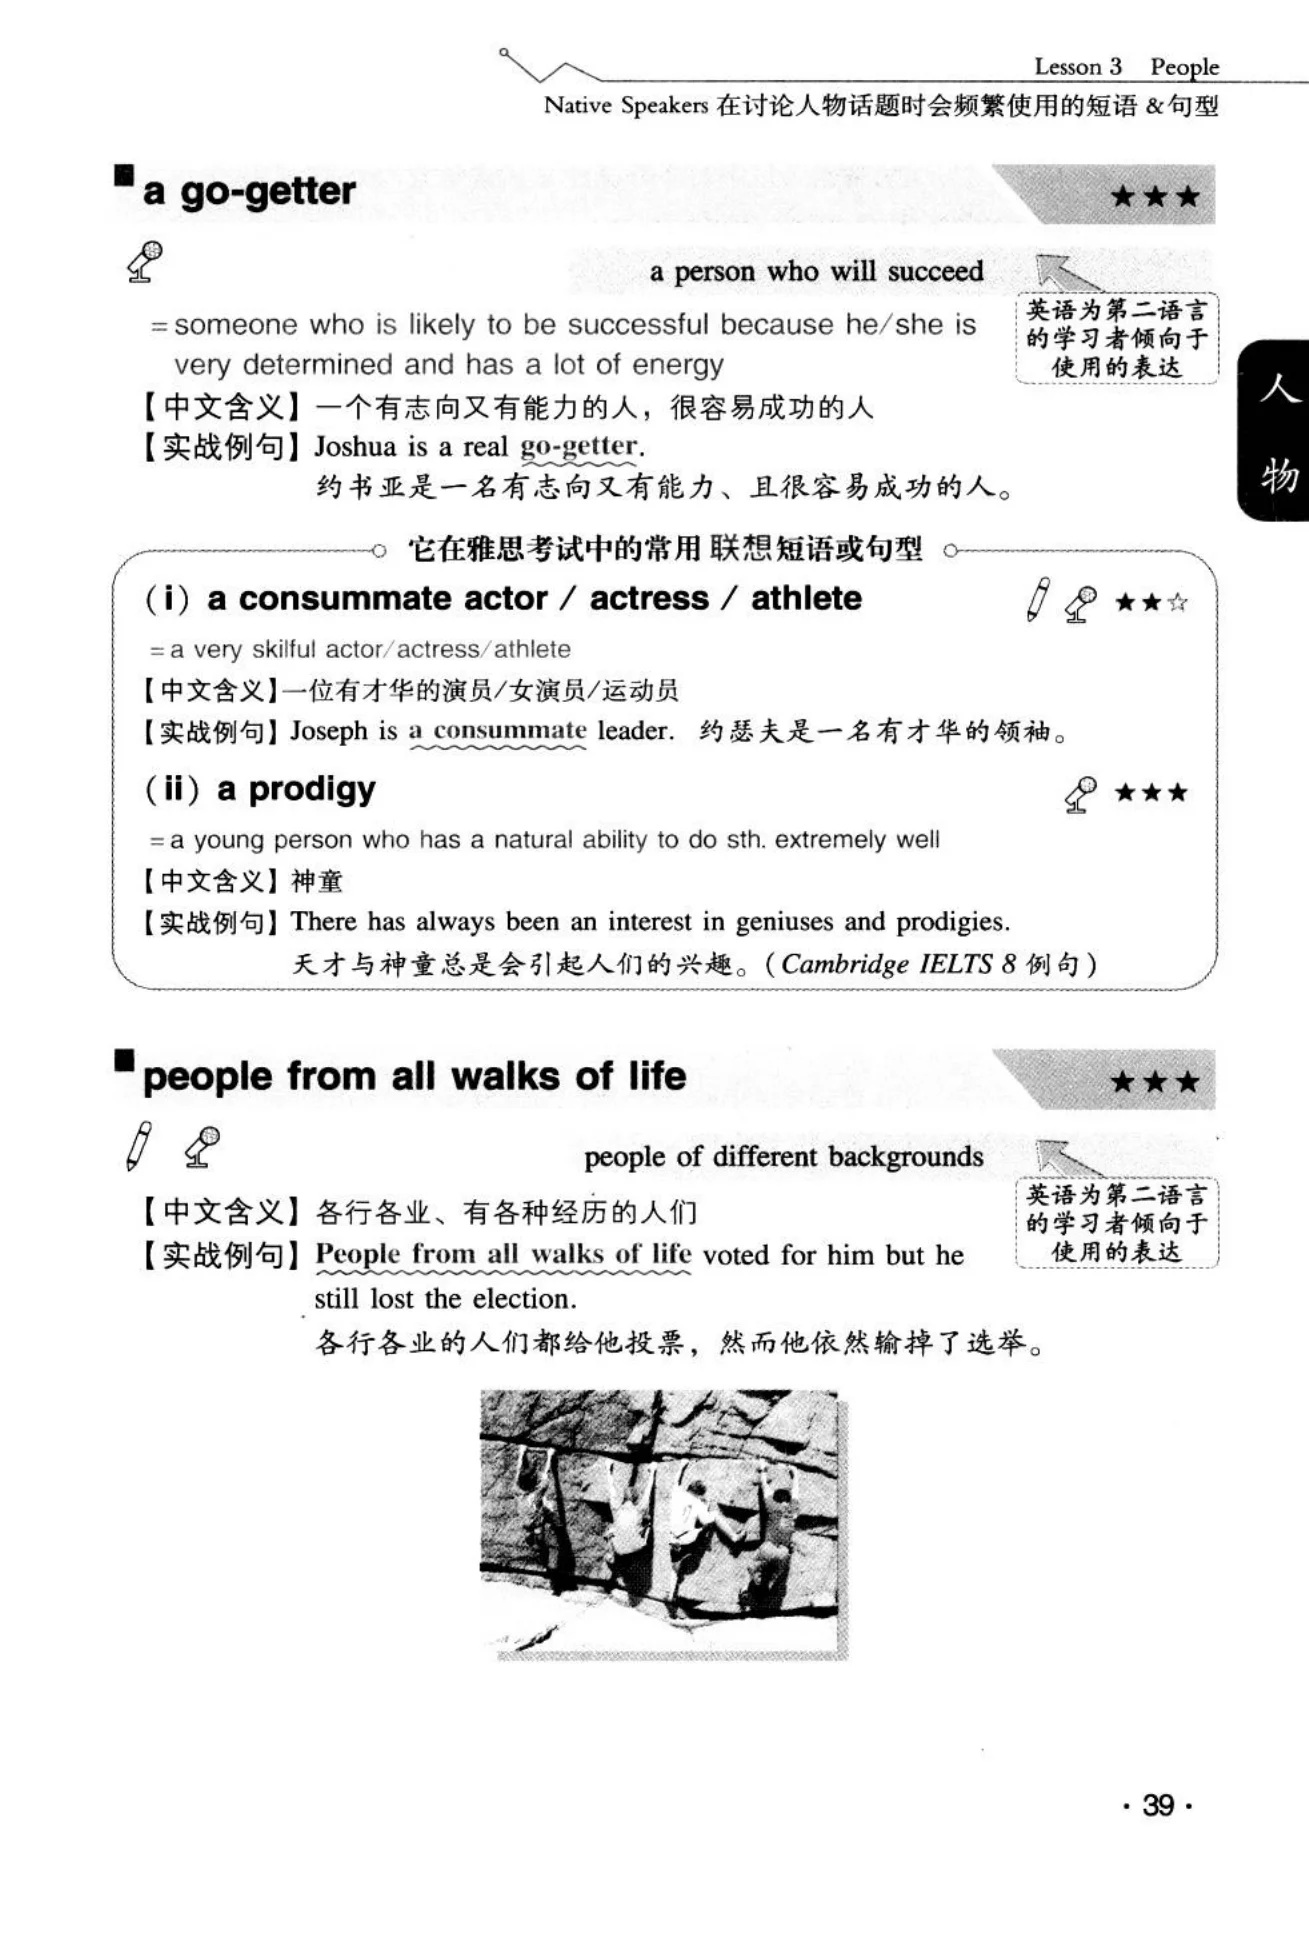 Lesson 3 People
Native Speakers 在讨论人物话题时会频繁使用的短语 &句型
a go-getter ★★★
a person who will succeed
英语为第二语言
的学习者倾向于
使用的表达
=someone who is likely to be successful because he/she is
very determined and has a lot of energy
【中文含义】一个有志向又有能力的人，很容易成功的人
【实战例句】Joshua is a real go-getter.
约书亚是一名有志向又有能力、且很容易成功的人。
人
物
它在雅思考试中的常用联想短语或句型
(i) a consummate actor / actress / athlete ★★☆
=a very skilful actor/actress/athlete
【中文含义】一位有才华的演员/女演员/运动员
【实战例句】Joseph is a consummate leader. 约瑟夫是一名有才华的领袖。
(ii) a prodigy ★★★
=a young person who has a natural ability to do sth. extremely well
【中文含义】神童
【实战例句】There has always been an interest in geniuses and prodigies.
天才与神童总是会引起人们的兴趣。(Cambridge IELTS 8 例句)
people from all walks of life ★★★
people of different backgrounds
英语为第二语言
的学习者倾向于
使用的表达
【中文含义】各行各业、有各种经历的人们
【实战例句】People from all walks of life voted for him but he
still lost the election.
各行各业的人们都给他投票，然而他依然输掉了选举。
· 39 ·